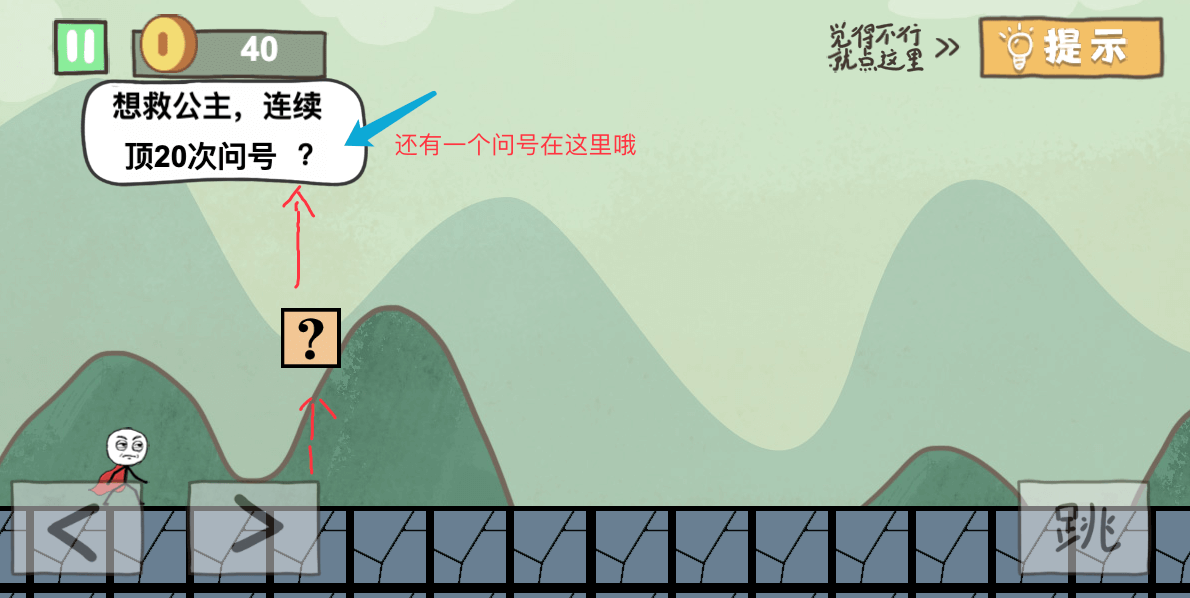 40
觉得不行
就点这里
>>
提示
想救公主，连续
顶20次问号 ？
还有一个问号在这里哦
?
<
>
跳